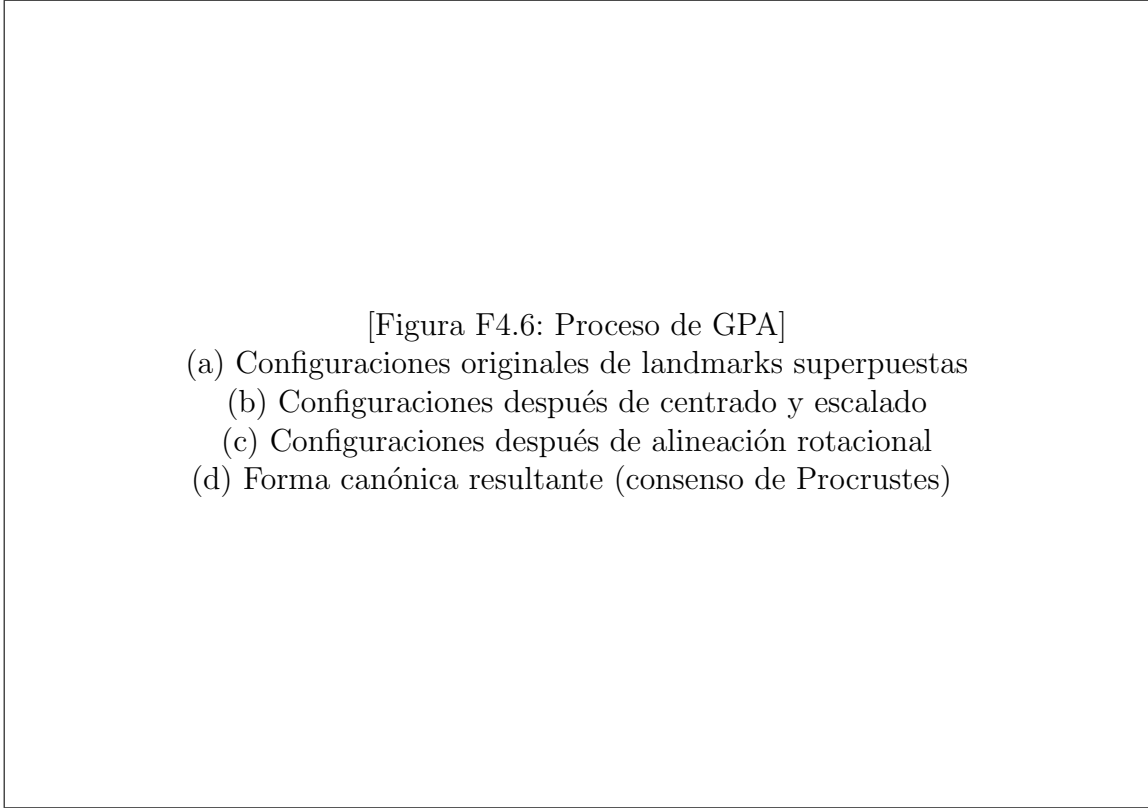 [Figura F4.6: Proceso de GPA]
(a) Configuraciones originales de landmarks superpuestas
(b) Configuraciones después de centrado y escalado
(c) Configuraciones después de alineación rotacional
(d) Forma canónica resultante (consenso de Procrustes)